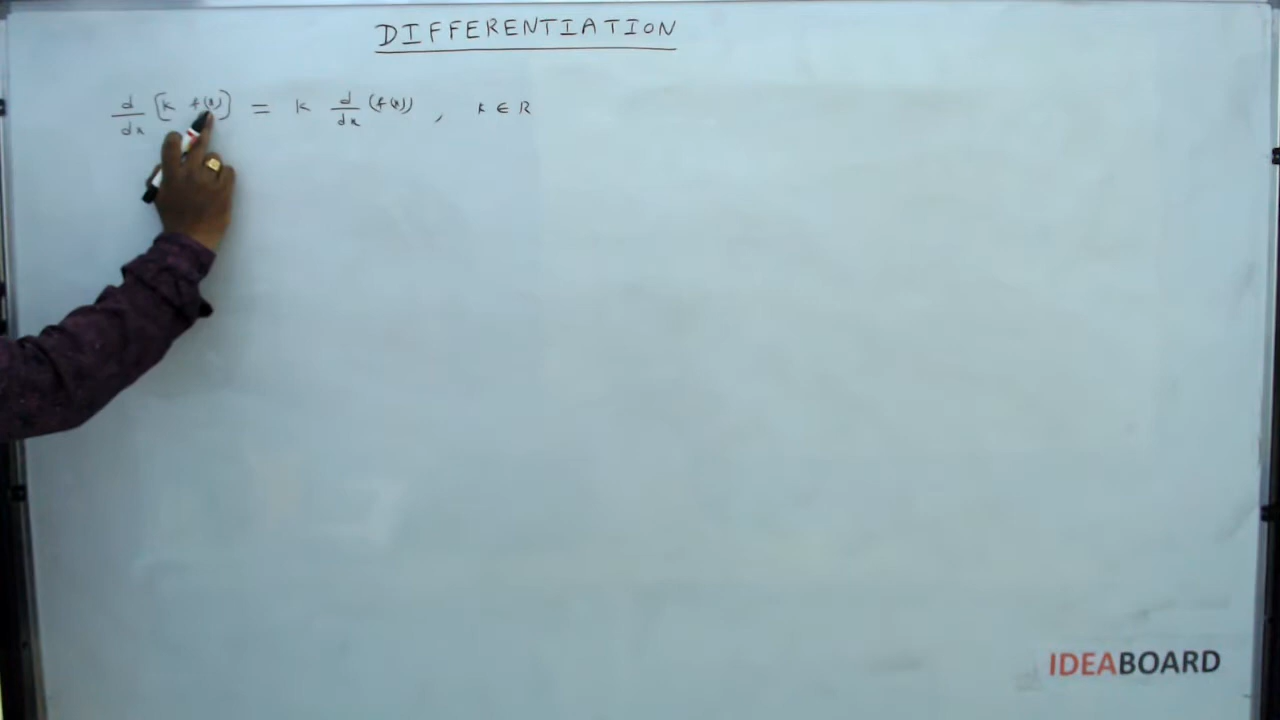 DIFFERENTIATION
d/dx [k f(x)] = k d/dx (f(x)) , k ∈ R
IDEABOARD